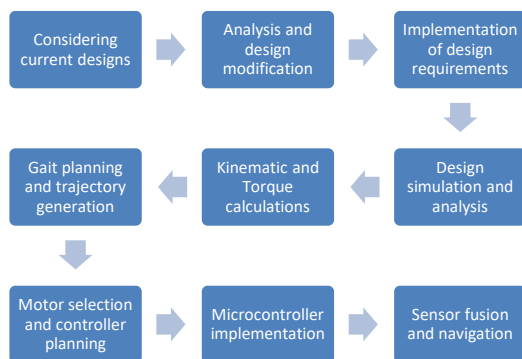 Considering
current designs
Analysis and
design
modification
Implementation
of design
requirements
Gait planning
and trajectory
generation
Kinematic and
Torque
calculations
Design
simulation and
analysis
Motor selection
and controller
planning
Microcontroller
implementation
Sensor fusion
and navigation